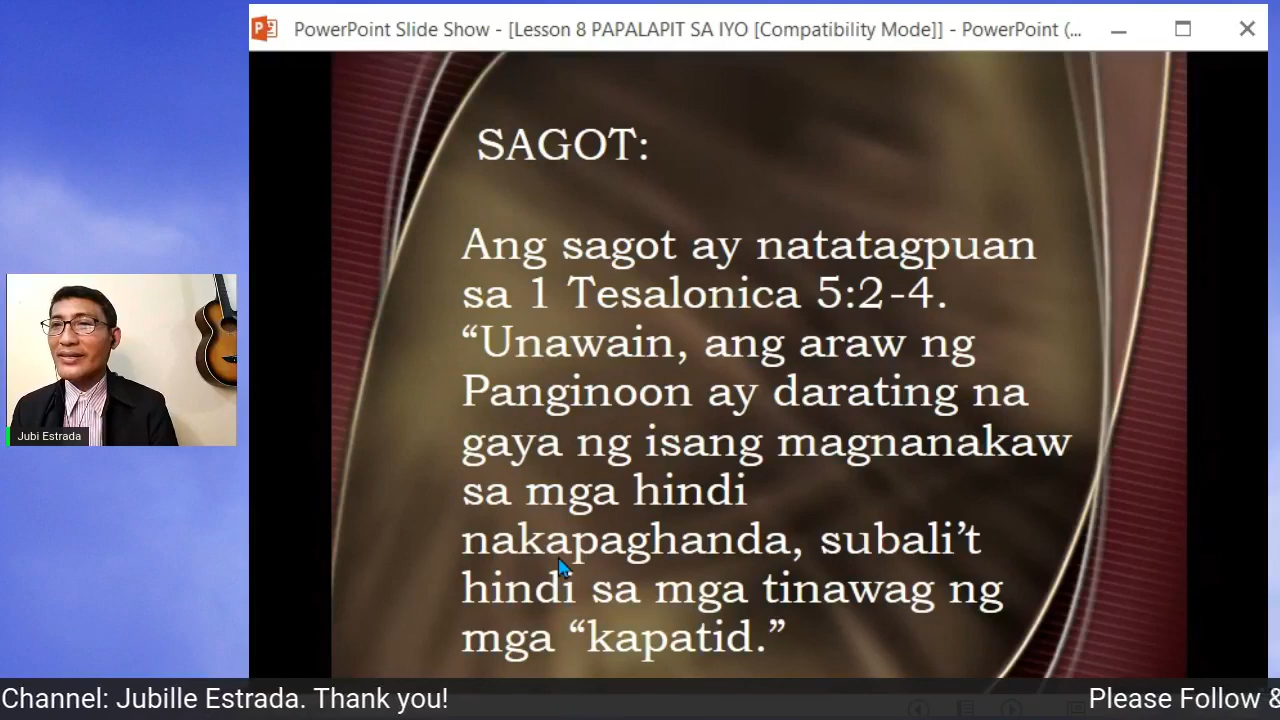 PowerPoint Slide Show - [Lesson 8 PAPALAPIT SA IYO [Compatibility Mode]] - PowerPoint (...
SAGOT:
Ang sagot ay natatagpuan
sa 1 Tesalonica 5:2-4.
“Unawain, ang araw ng
Panginoon ay darating na
gaya ng isang magnanakaw
sa mga hindi
nakapaghanda, subali’t
hindi sa mga tinawag ng
mga “kapatid.”
Jubi Estrada
Channel: Jubille Estrada. Thank you!
Please Follow &